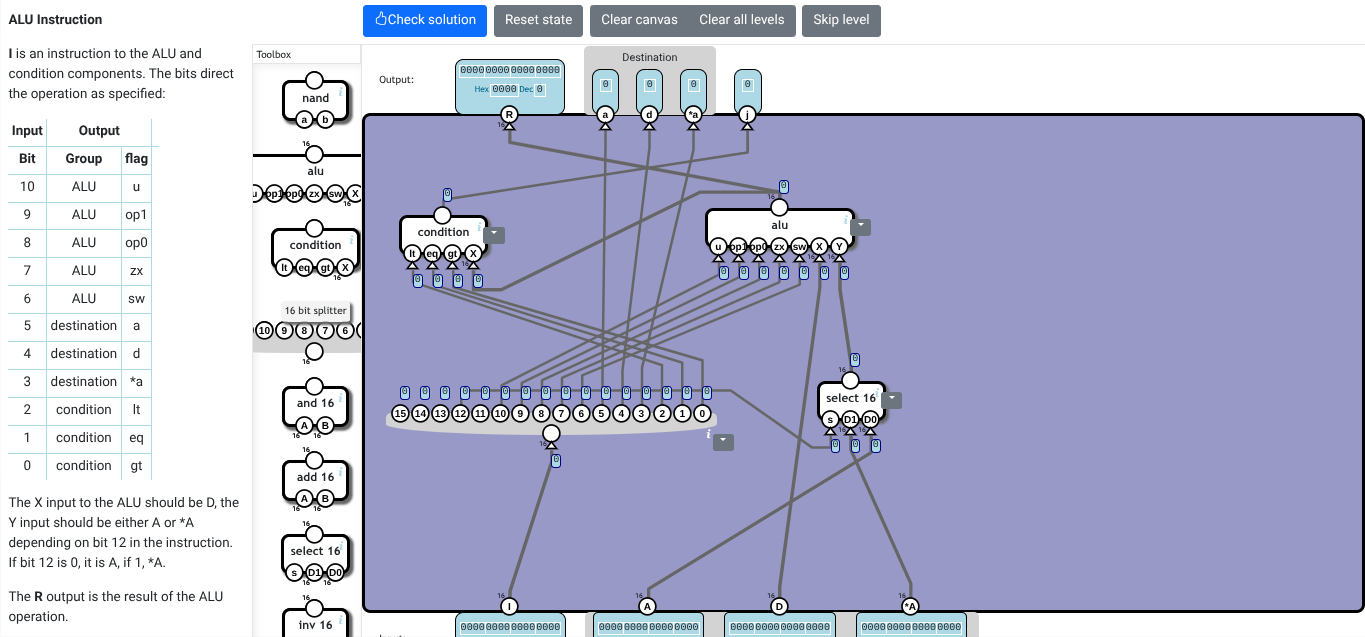 ALU Instruction
Check solution
Reset state
Clear canvas
Clear all levels
Skip level
I is an instruction to the ALU and
condition components. The bits direct
the operation as specified:
Input Output
Bit Group flag
10 ALU u
9 ALU op1
8 ALU op0
7 ALU zx
6 ALU sw
5 destination a
4 destination d
3 destination *a
2 condition lt
1 condition eq
0 condition gt
The X input to the ALU should be D, the
Y input should be either A or *A
depending on bit 12 in the instruction.
If bit 12 is 0, it is A, if 1, *A.
The R output is the result of the ALU
operation.
Toolbox
nand
a b
16
alu
u op1 op0 zx sw X
16
condition
lt eq gt X
16
16 bit splitter
10 9 8 7 6
16
16
and 16
A B
16 16
16
add 16
A B
16 16
16
select 16
s D1 D0
16 16
16
inv 16
Output:
0000 0000 0000 0000
Hex 0000 Dec 0
Destination
0 0 0 0
R a d *a j
16
0
condition
lt eq gt X
16
0 0 0 0
0
16
alu
u op1 op0 zx sw X Y
16 16
0 0 0 0 0 0 0
0 0 0 0 0 0 0 0 0 0 0 0 0 0 0 0
15 14 13 12 11 10 9 8 7 6 5 4 3 2 1 0
16
0
0
16
select 16
s D1 D0
16 16
0 0 0
16 16 16 16
I A D *A
0000 0000 0000 0000
0000 0000 0000 0000
0000 0000 0000 0000
0000 0000 0000 0000